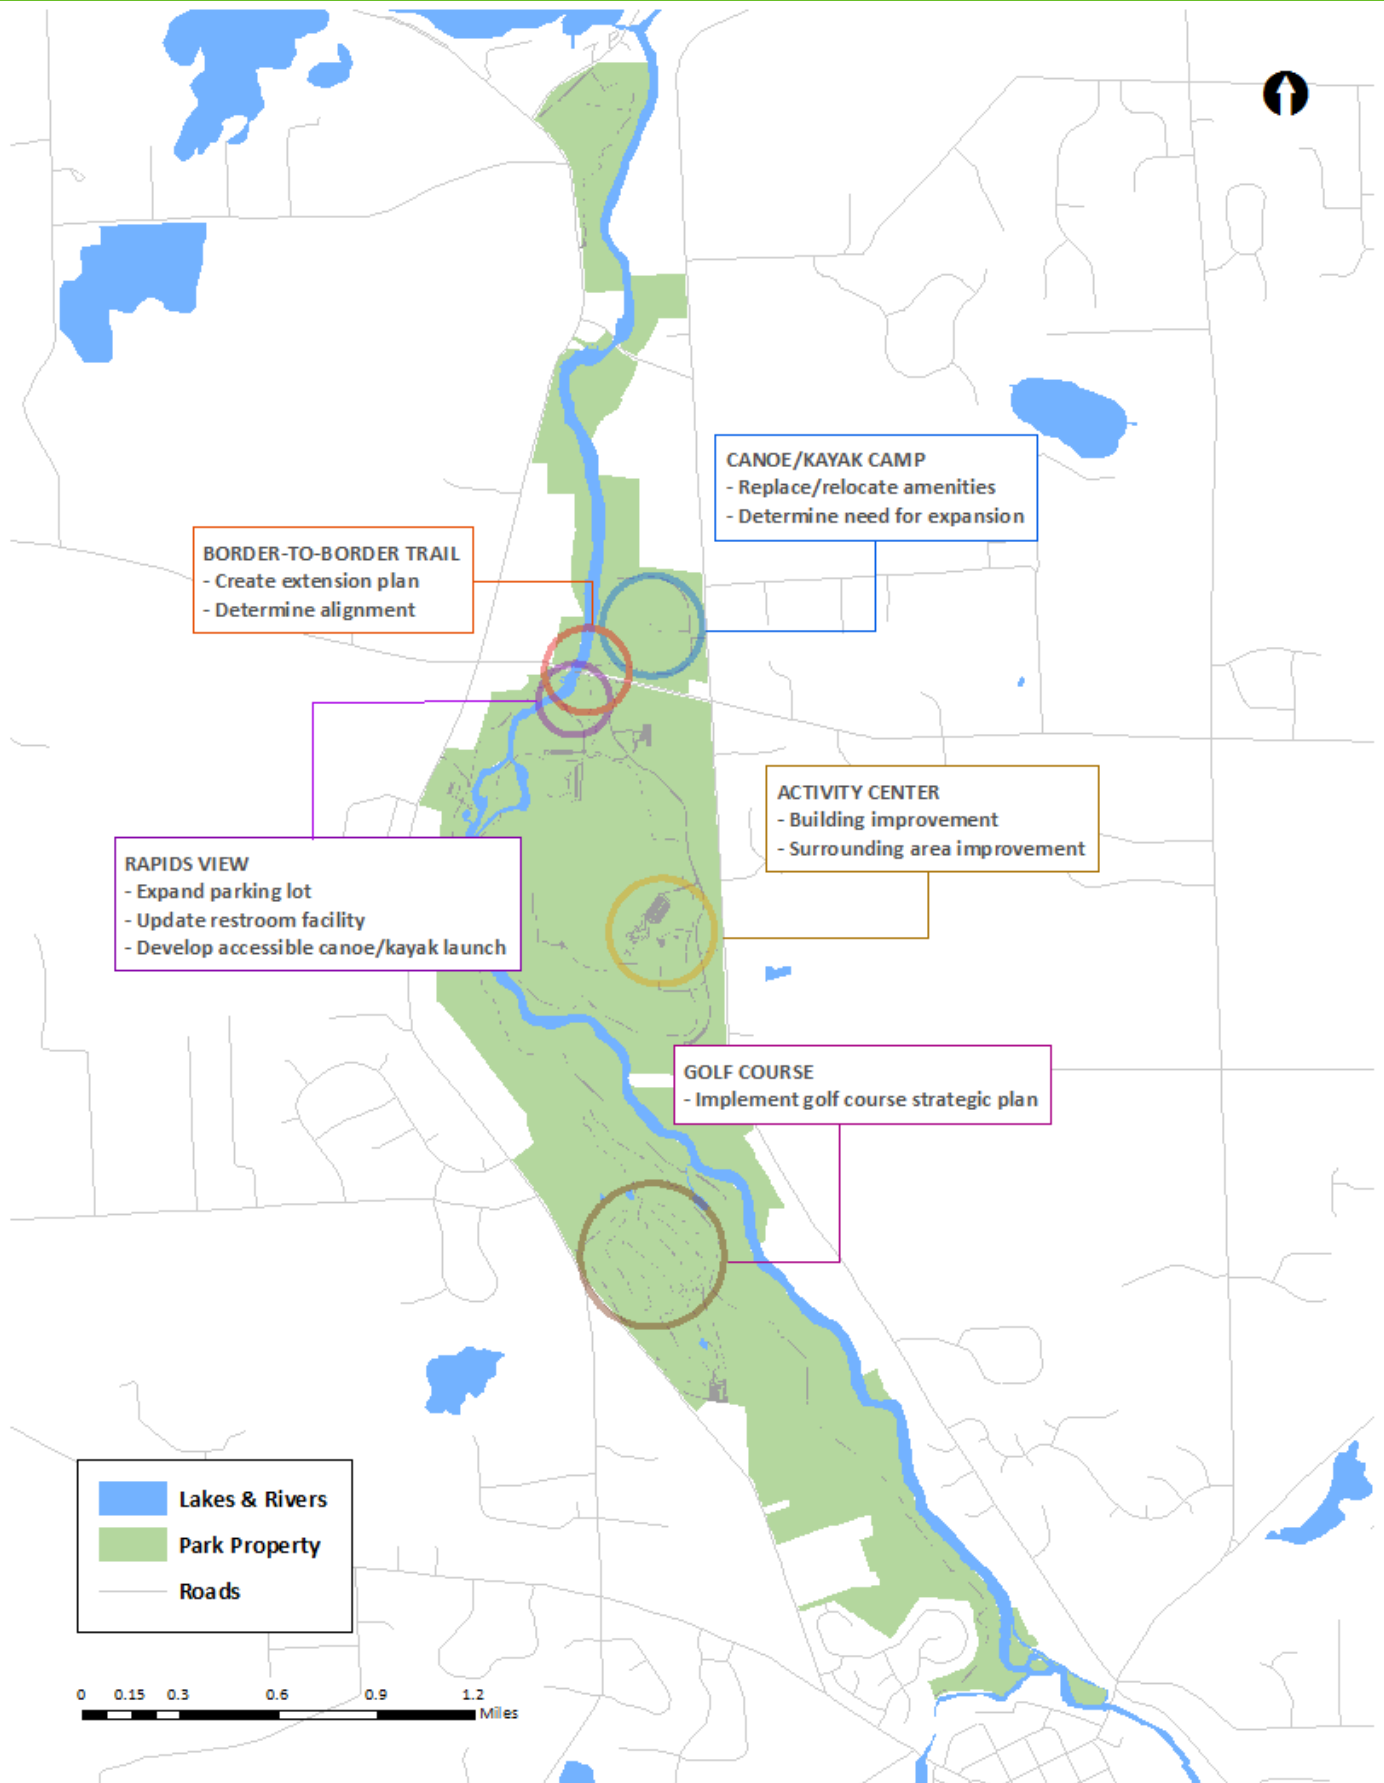 CANOE/KAYAK CAMP
- Replace/relocate amenities
- Determine need for expansion
BORDER-TO-BORDER TRAIL
- Create extension plan
- Determine alignment
ACTIVITY CENTER
- Building improvement
- Surrounding area improvement
RAPIDS VIEW
- Expand parking lot
- Update restroom facility
- Develop accessible canoe/kayak launch
GOLF COURSE
- Implement golf course strategic plan
Lakes & Rivers
Park Property
Roads
0 0.15 0.3 0.6 0.9 1.2
Miles